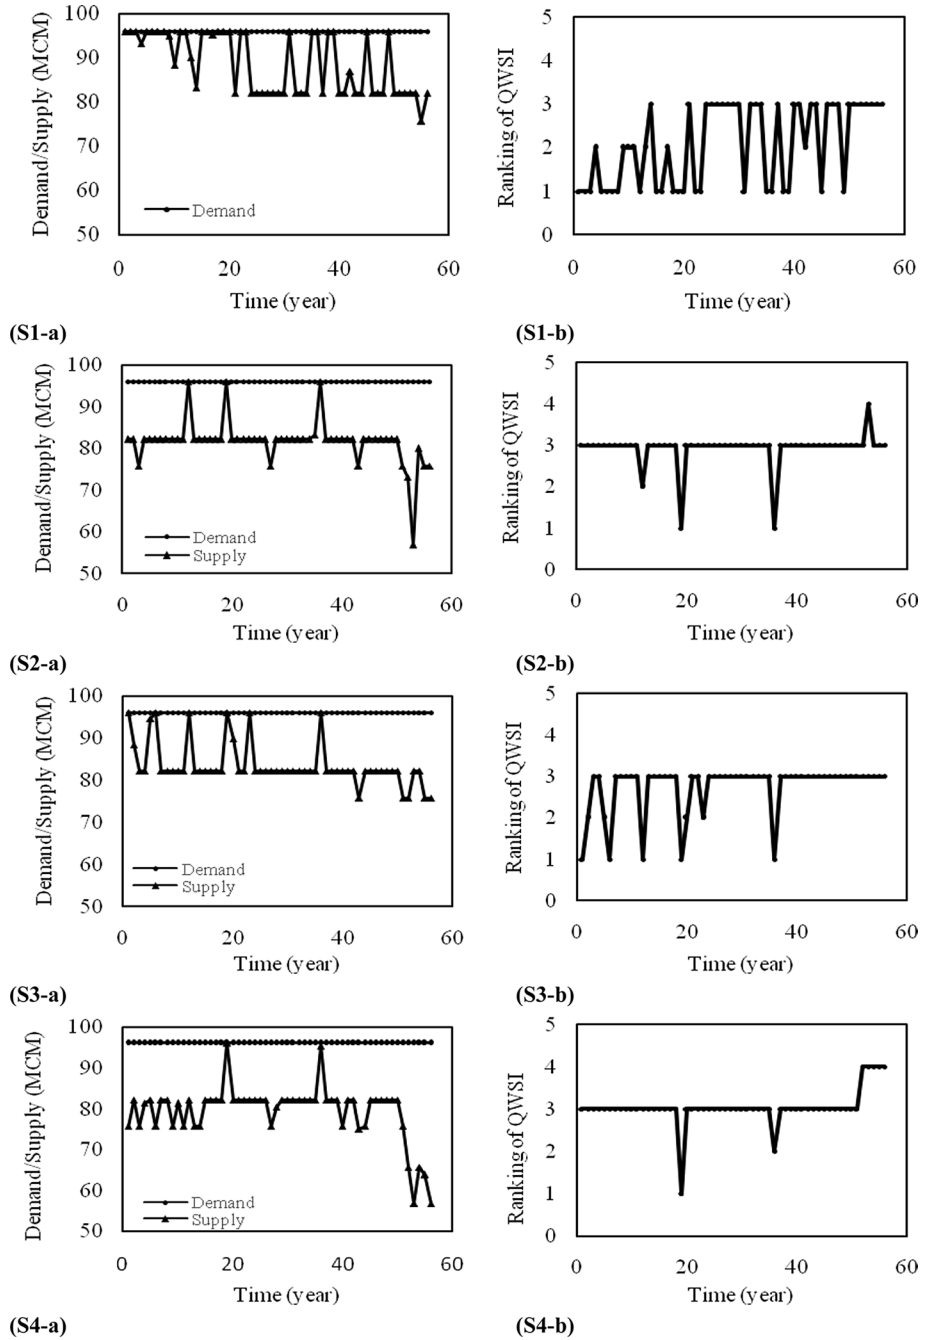 Demand/Supply (MCM)
100
90
80
70
60
50
Demand
0 20 40 60
Time (year)
(S1-a)
Ranking of QWSI
5
4
3
2
1
0
0 20 40 60
Time (year)
(S1-b)
Demand/Supply (MCM)
100
90
80
70
60
50
Demand
Supply
0 20 40 60
Time (year)
(S2-a)
Ranking of QWSI
5
4
3
2
1
0
0 20 40 60
Time (year)
(S2-b)
Demand/Supply (MCM)
100
90
80
70
60
50
Demand
Supply
0 20 40 60
Time (year)
(S3-a)
Ranking of QWSI
5
4
3
2
1
0
0 20 40 60
Time (year)
(S3-b)
Demand/Supply (MCM)
100
90
80
70
60
50
Demand
Supply
0 20 40 60
Time (year)
(S4-a)
Ranking of QWSI
5
4
3
2
1
0
0 20 40 60
Time (year)
(S4-b)